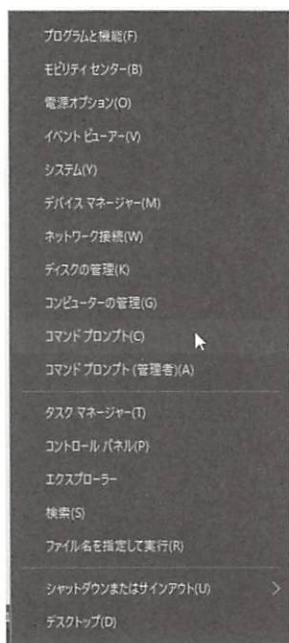 プログラムと機能(F)
モビリティ センター(B)
電源オプション(O)
イベント ビューアー(V)
システム(Y)
デバイス マネージャー(M)
ネットワーク接続(W)
ディスクの管理(K)
コンピューターの管理(G)
コマンド プロンプト(C)
コマンド プロンプト (管理者)(A)
タスク マネージャー(T)
コントロール パネル(P)
エクスプローラー
検索(S)
ファイル名を指定して実行(R)
シャットダウンまたはサインアウト(U)
デスクトップ(D)